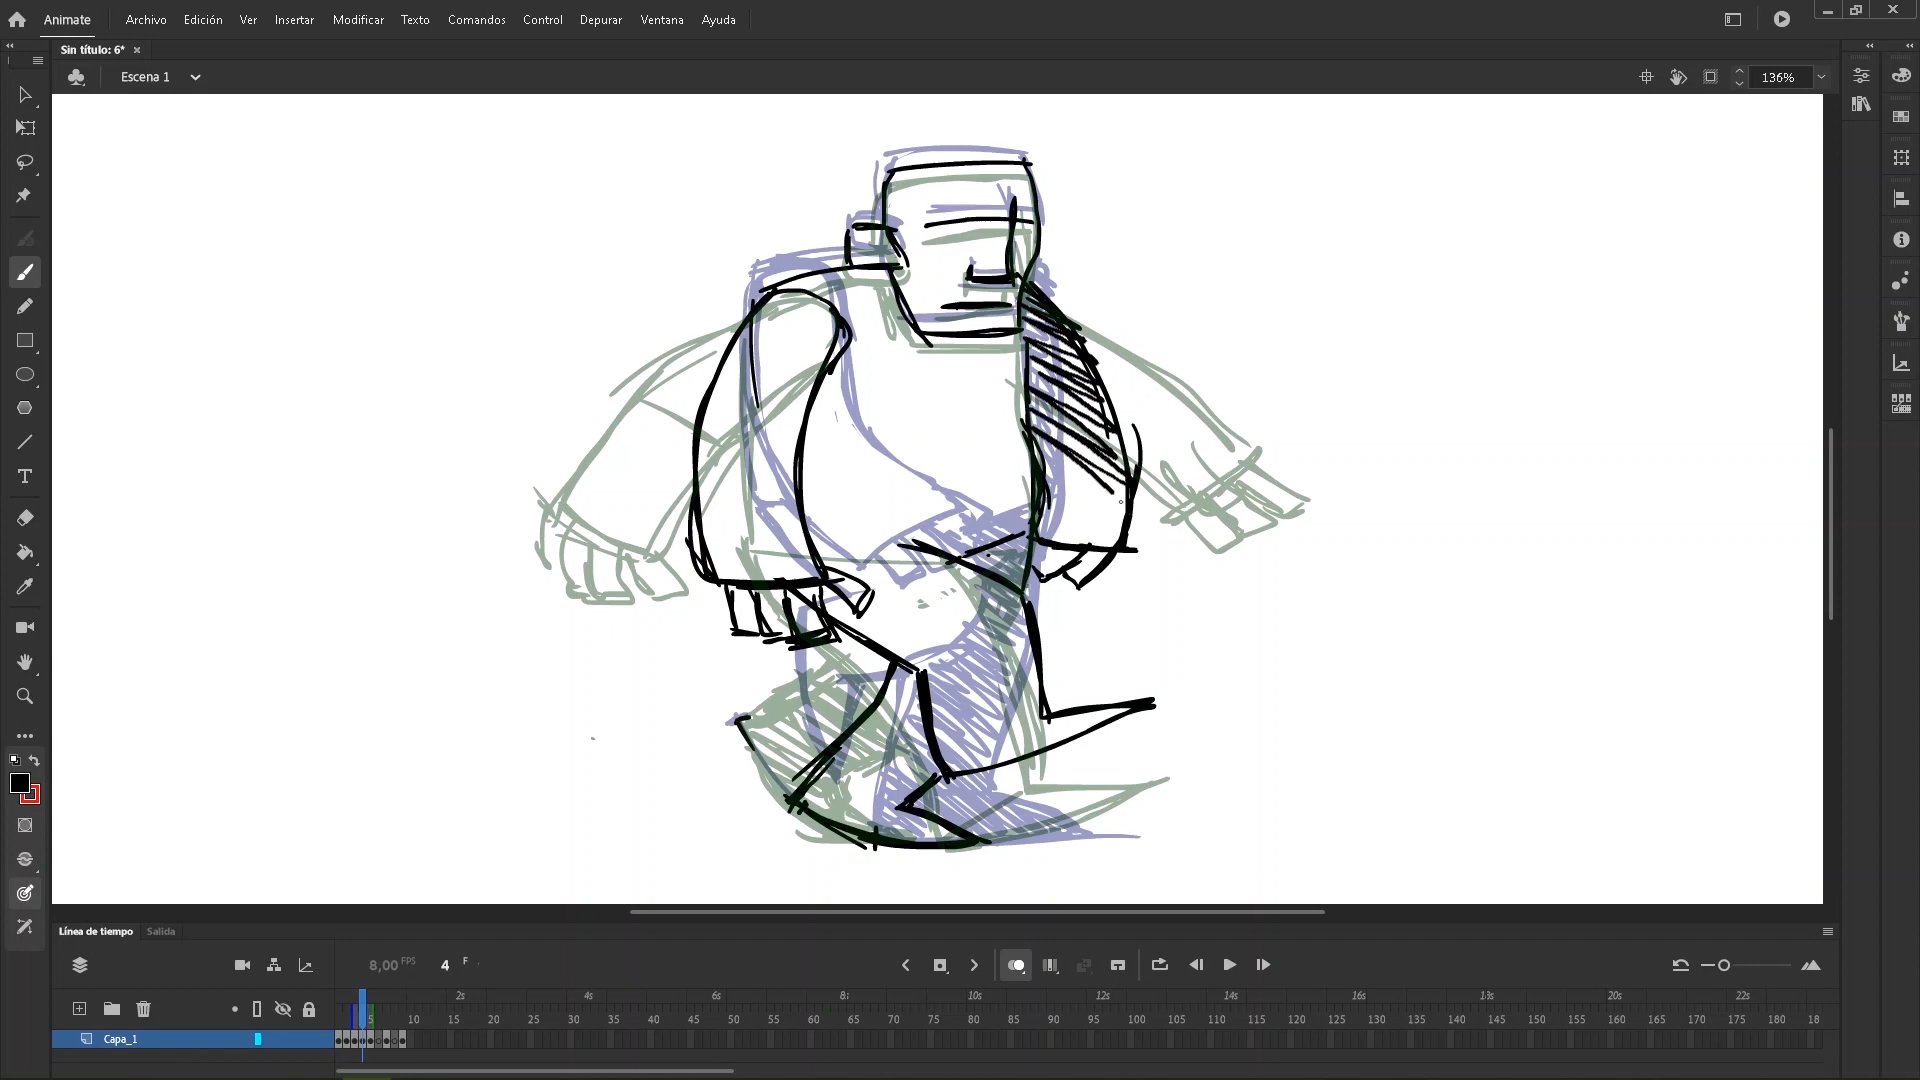 Animate Archivo Edición Ver Insertar Modificar Texto Comandos Control Depurar Ventana Ayuda
Sin título: 6* ×
Escena 1 136%
T
Línea de tiempo Salida
8,00 FPS 4 F
2s 4s 6s 10s 12s 14s 16s 20s 22s
5 10 15 20 25 30 35 40 45 50 55 60 65 70 75 80 85 90 95 100 105 110 115 120 125 130 135 140 145 150 155 160 165 170 175 180 18
Capa_1